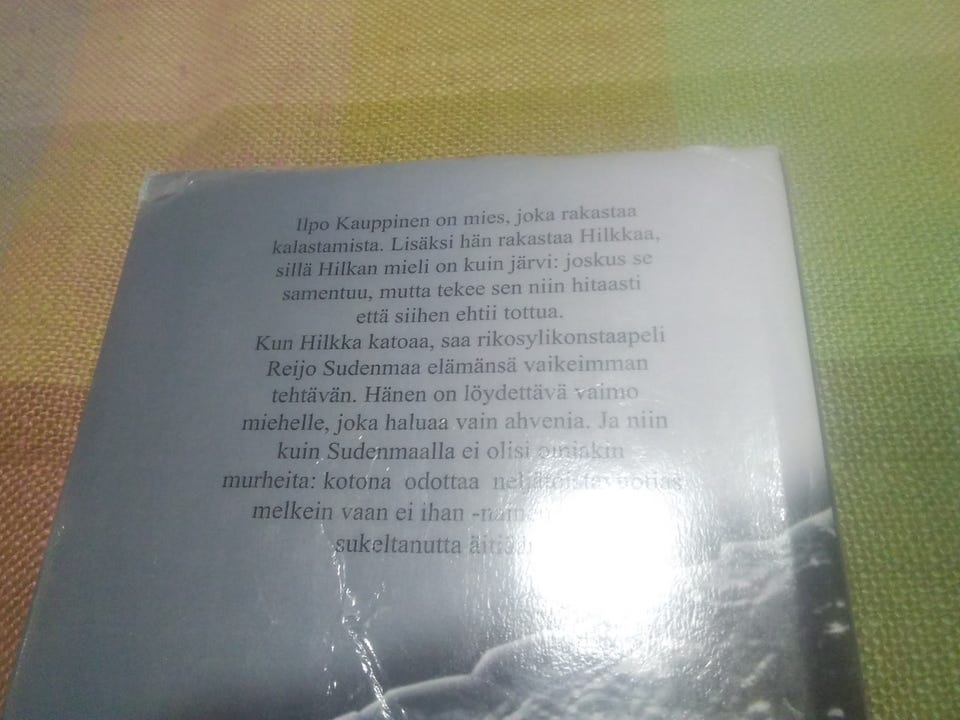 Ilpo Kauppinen on mies, joka rakastaa
kalastamista. Lisäksi hän rakastaa Hilkkaa,
sillä Hilkan mieli on kuin järvi: joskus se
samentuu, mutta tekee sen niin hitaasti
että siihen ehtii tottua.
Kun Hilkka katoaa, saa rikosylikonstaapeli
Reijo Sudenmaa elämänsä vaikeimman
tehtävän. Hänen on löydettävä vaimo
miehelle, joka haluaa vain ahvenia. Ja niin
kuin Sudenmaalla ei olisi omiakin
murheita: kotona odottaa neljätoistavuotias
melkein vaan ei ihan
sukeltanutta